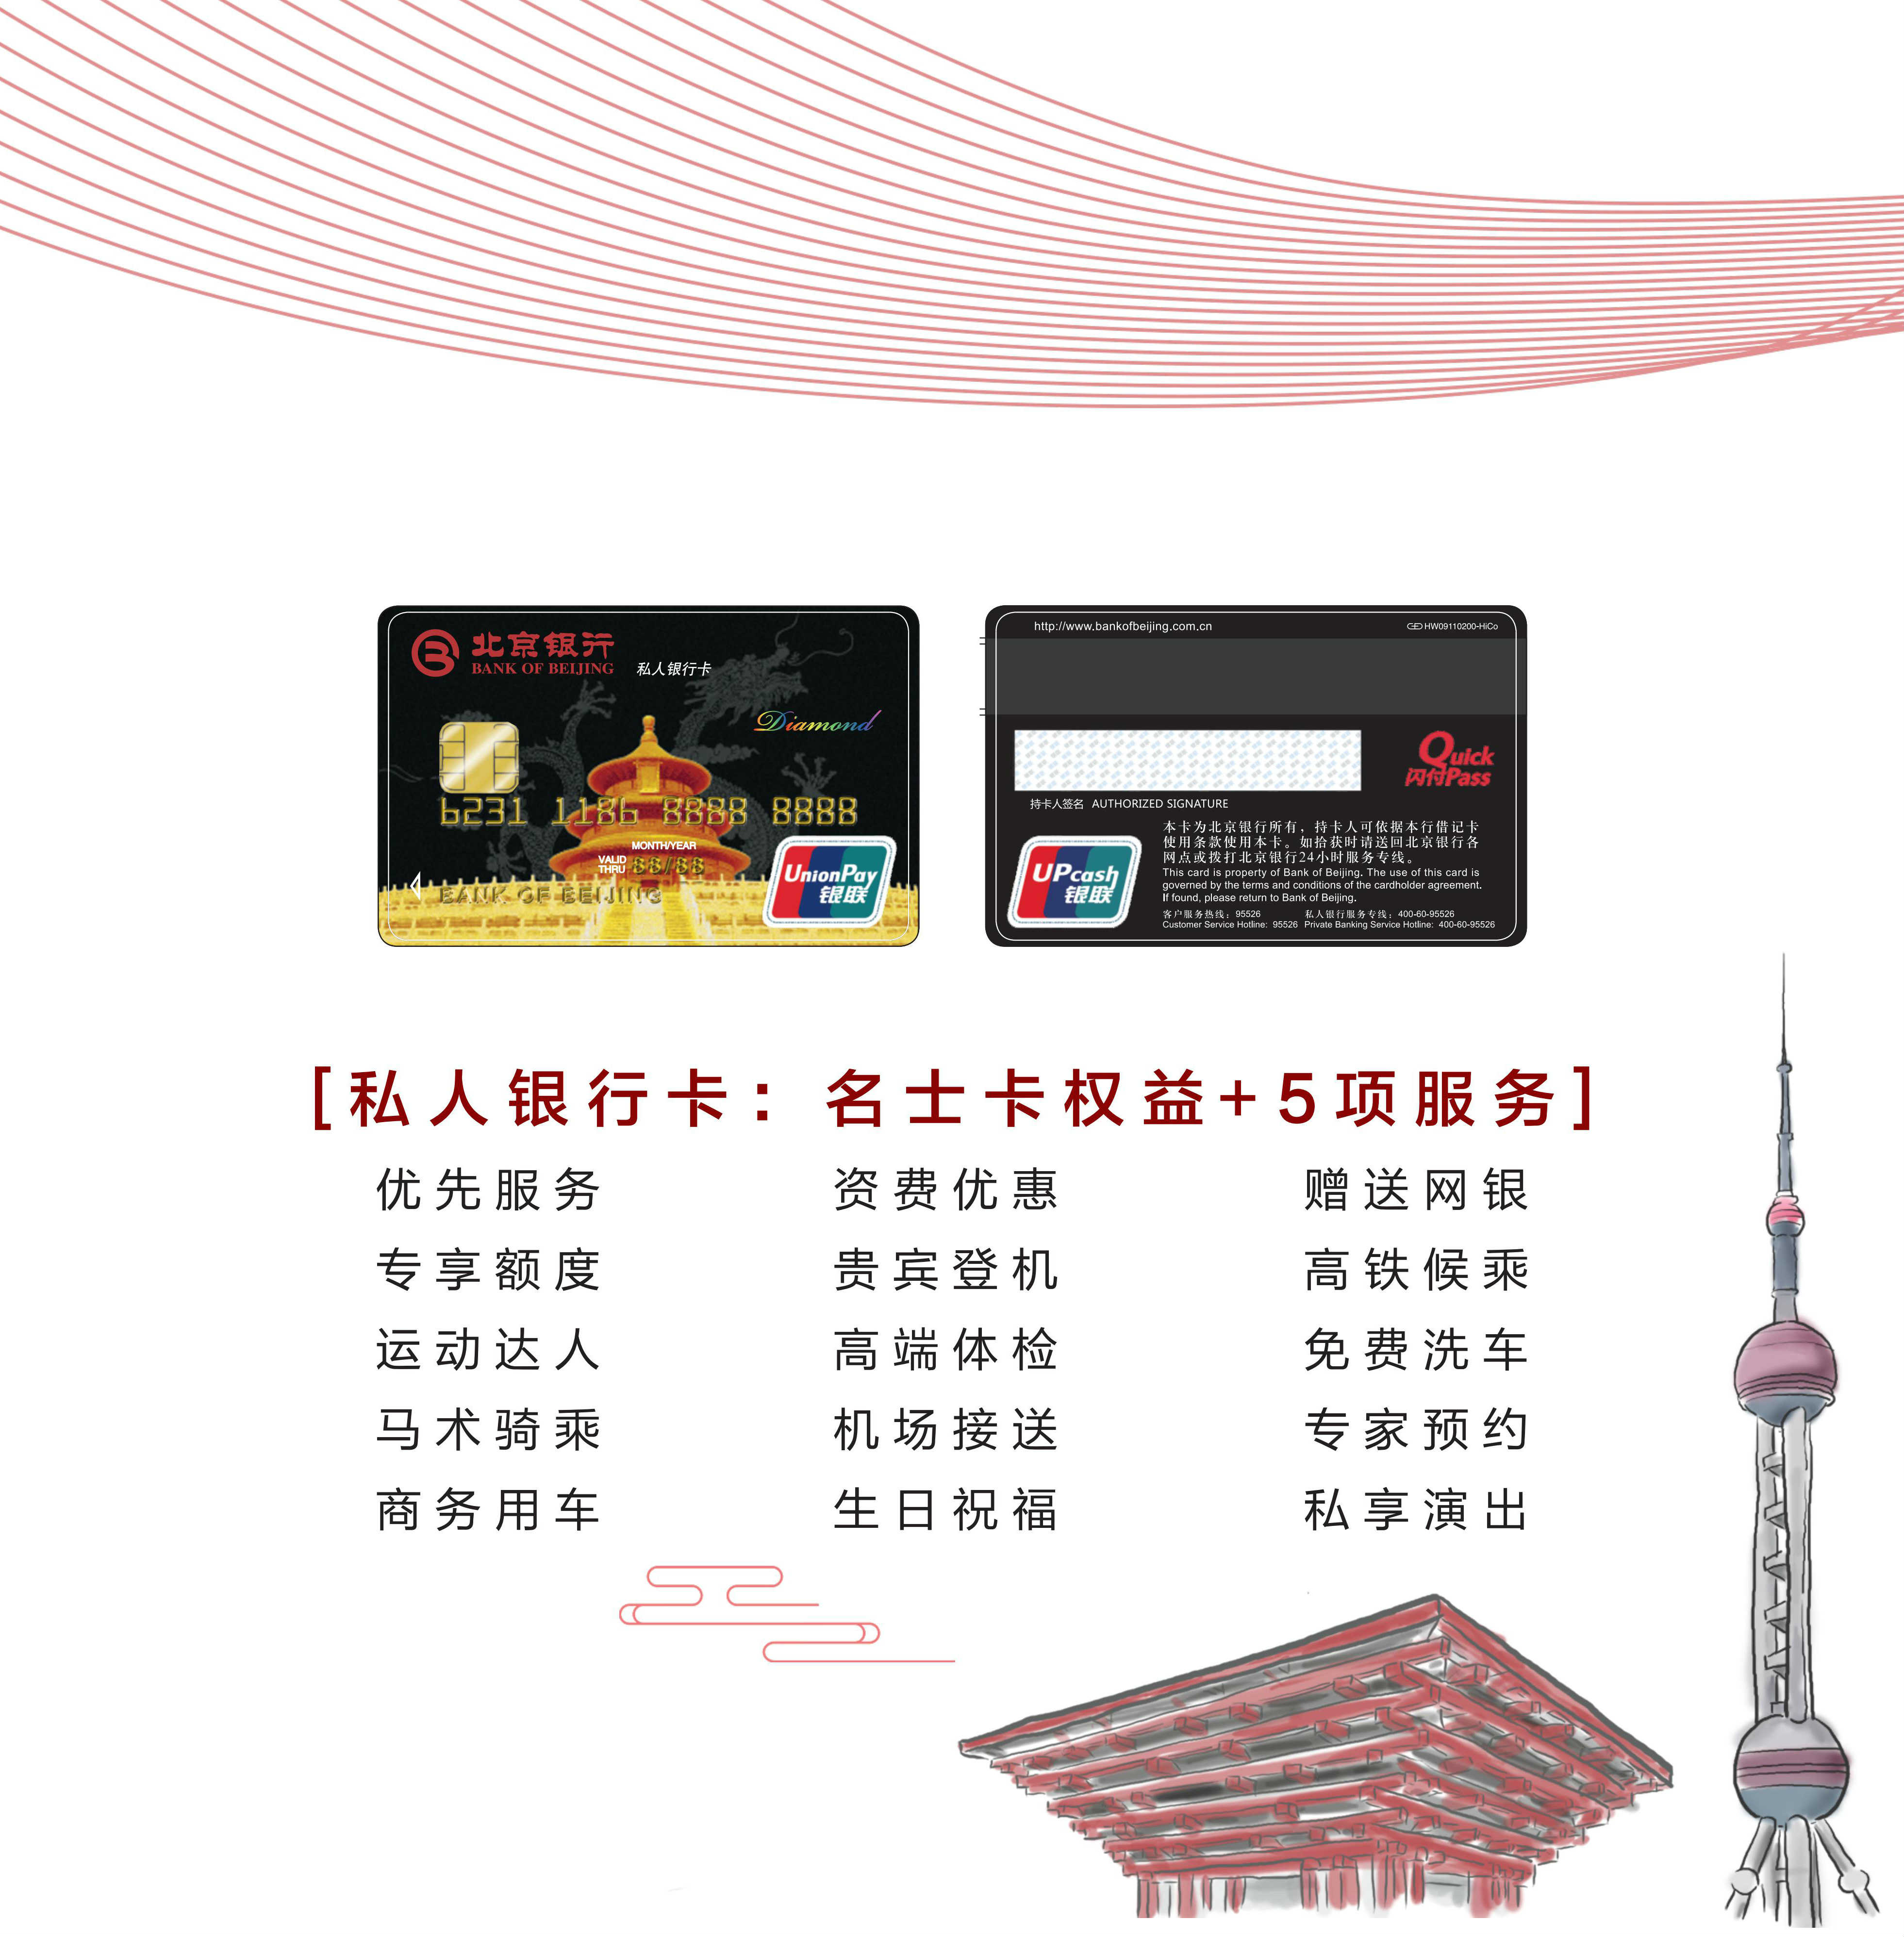 北京银行
BANK OF BEIJING
私人银行卡
Diamond
6231 1186 8888 8888
MONTH/YEAR
VALID THRU 88/88
BANK OF BEIJING
UnionPay
银联
http://www.bankofbeijing.com.cn
HW09110200-HiCo
Quick
闪付Pass
持卡人签名 AUTHORIZED SIGNATURE
UPcash
银联
本卡为北京银行所有，持卡人可依据本行借记卡
使用条款使用本卡。如拾获时请送回北京银行各
网点或拨打北京银行24小时服务专线。
This card is property of Bank of Beijing. The use of this card is
governed by the terms and conditions of the cardholder agreement.
If found, please return to Bank of Beijing.
客户服务热线：95526 私人银行服务专线：400-60-95526
Customer Service Hotline: 95526 Private Banking Service Hotline: 400-60-95526
[私人银行卡：名士卡权益+5项服务]
优先服务 资费优惠 赠送网银
专享额度 贵宾登机 高铁候乘
运动达人 高端体检 免费洗车
马术骑乘 机场接送 专家预约
商务用车 生日祝福 私享演出